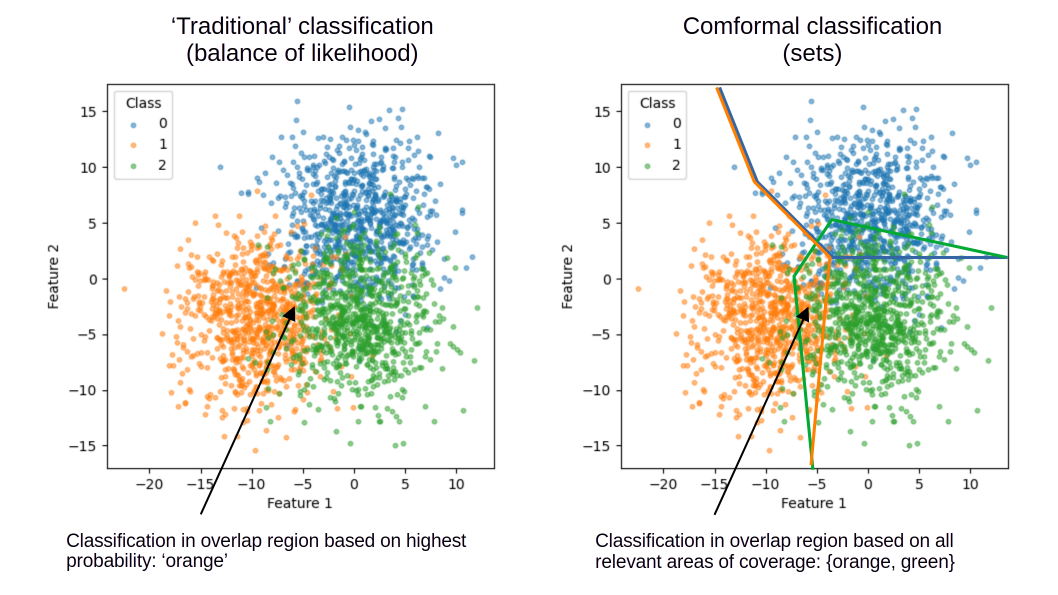 ‘Traditional’ classification
(balance of likelihood)
Class
0
1
2
15
10
5
0
−5
−10
−15
−20
−15
−10
−5
0
5
10
Feature 1
Feature 2
Classification in overlap region based on highest
probability: ‘orange’
Comformal classification
(sets)
Class
0
1
2
15
10
5
0
−5
−10
−15
−20
−15
−10
−5
0
5
10
Feature 1
Feature 2
Classification in overlap region based on all
relevant areas of coverage: {orange, green}